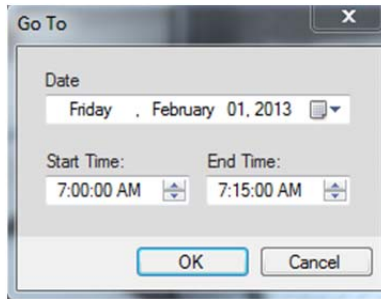 Go To
Date
Friday , February 01, 2013
Start Time: End Time:
7:00:00 AM 7:15:00 AM
OK Cancel